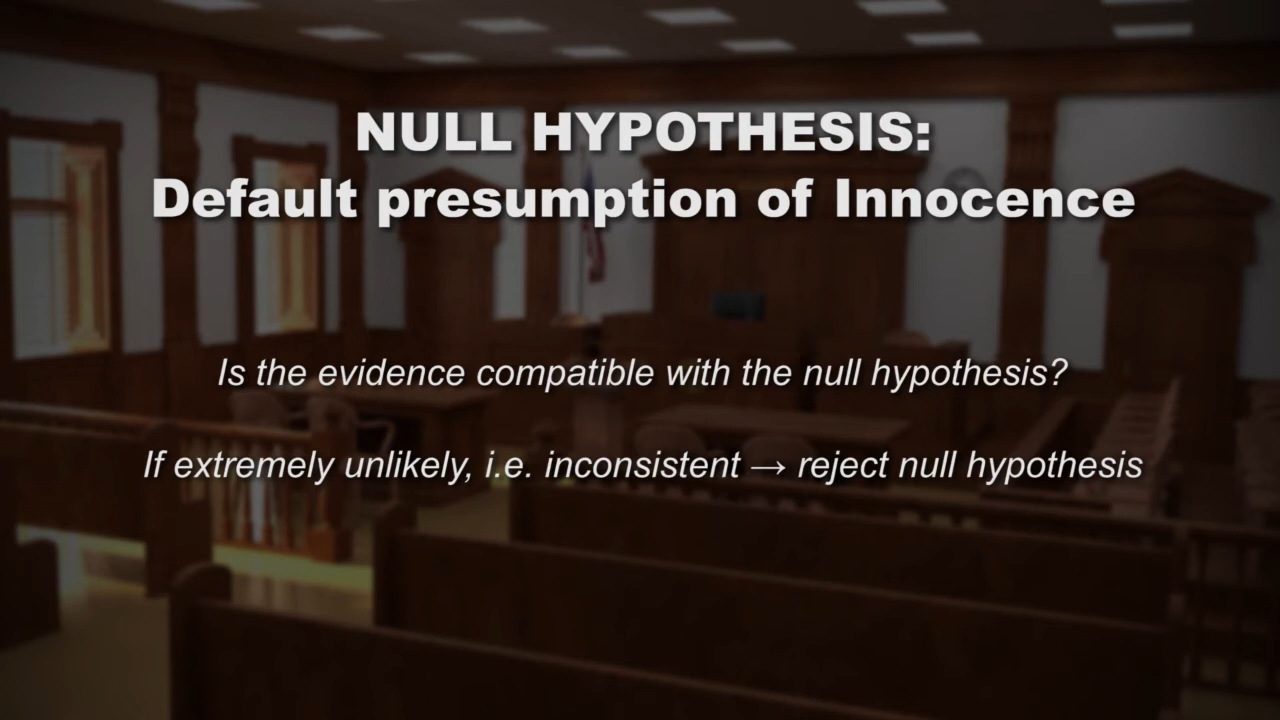 NULL HYPOTHESIS:
Default presumption of Innocence
Is the evidence compatible with the null hypothesis?
If extremely unlikely, i.e. inconsistent → reject null hypothesis